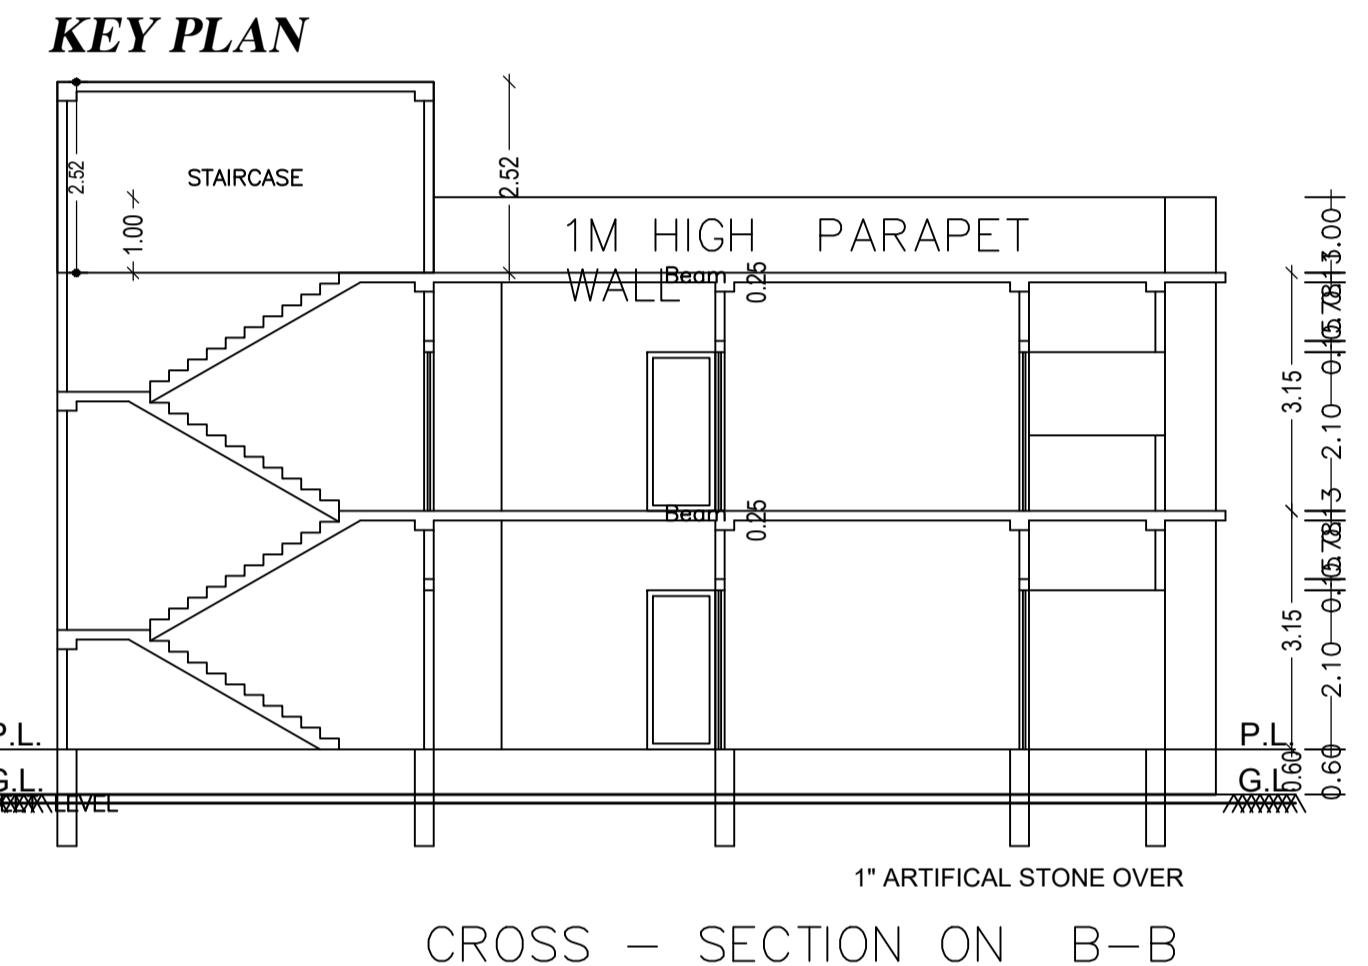 KEY PLAN
2.52
STAIRCASE
1.00
2.52
1M HIGH PARAPET
WALL
Beam
0.25
3.15
2.10
Beam
0.25
3.15
2.10
P.L.
P.L.
G.L.
G.L.
0.60
0.60
LEVEL
1" ARTIFICAL STONE OVER
CROSS - SECTION ON B-B